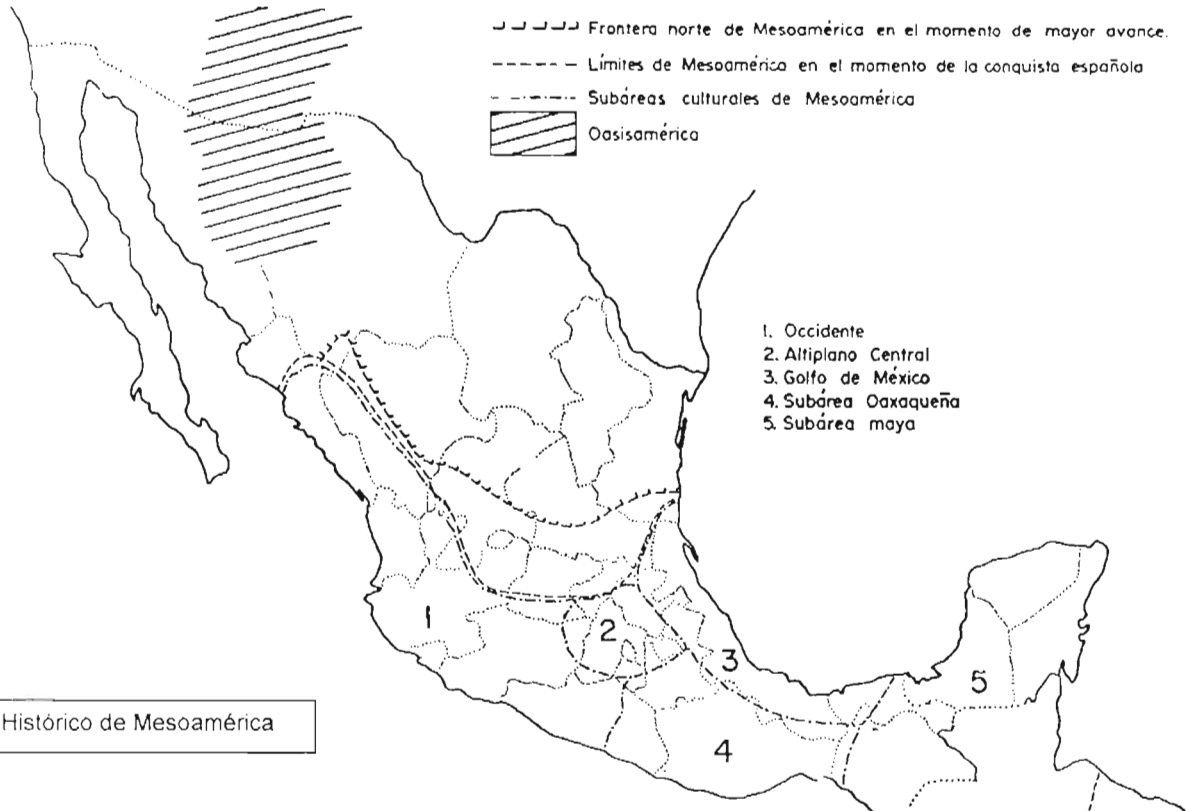 Frontera norte de Mesoamérica en el momento de mayor avance.
Límites de Mesoamérica en el momento de la conquista española
Subáreas culturales de Mesoamérica
Oasisamérica
1. Occidente
2. Altiplano Central
3. Golfo de México
4. Subárea Oaxaqueña
5. Subárea maya
1
2
3
4
5
Histórico de Mesoamérica